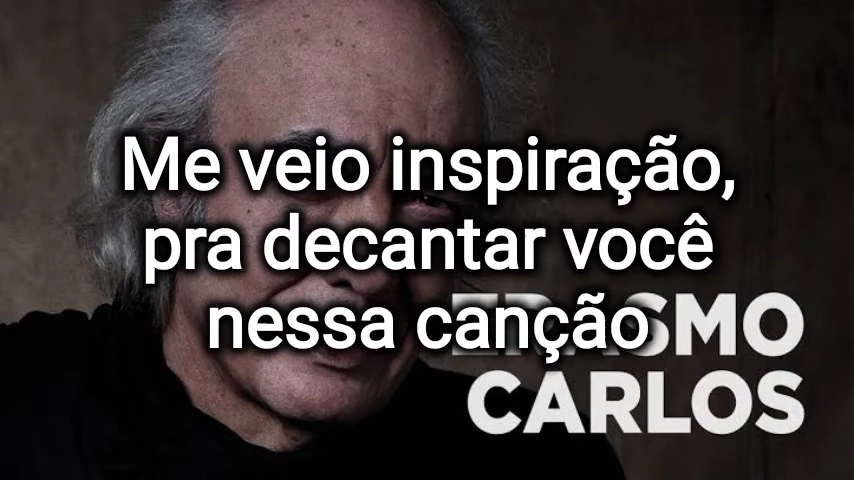 Me veio inspiração,
pra decantar você
nessa canção
ERASMO
CARLOS